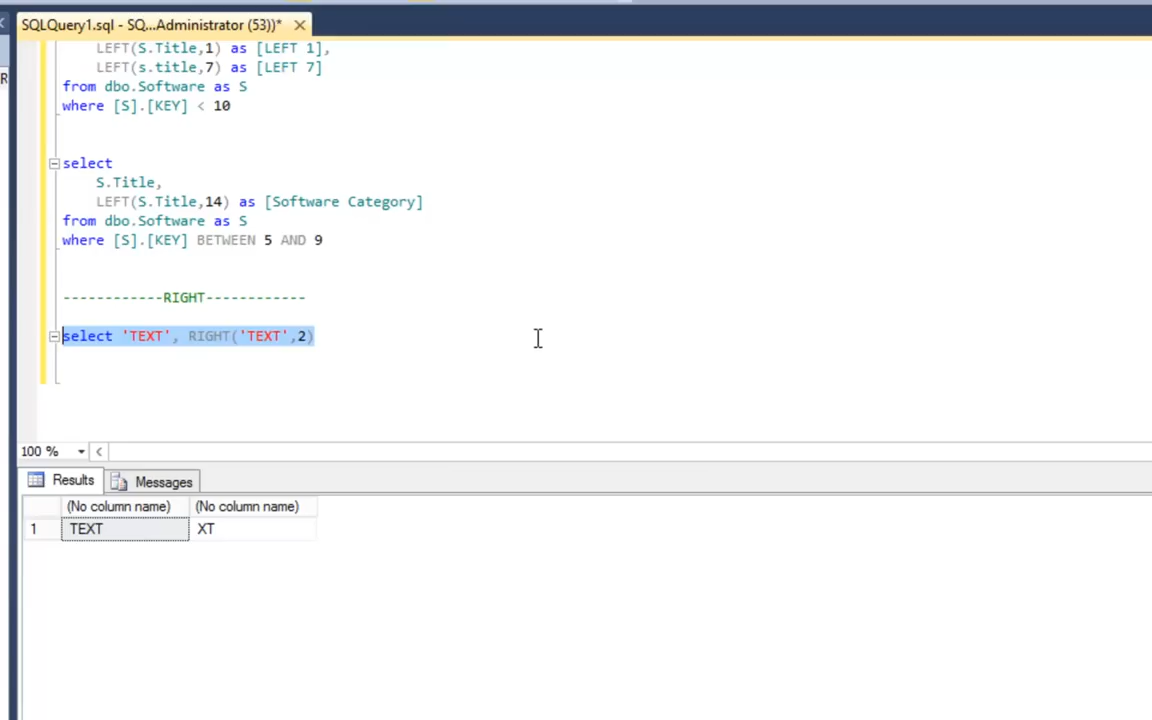 SQLQuery1.sql - SQ...Administrator (53))*
R
LEFT(S.Title,1) as [LEFT 1],
LEFT(s.title,7) as [LEFT 7]
from dbo.Software as S
where [S].[KEY] < 10
select
S.Title,
LEFT(S.Title,14) as [Software Category]
from dbo.Software as S
where [S].[KEY] BETWEEN 5 AND 9
------------RIGHT------------
select 'TEXT', RIGHT('TEXT',2)
100 %
Results Messages
(No column name) (No column name)
1 TEXT XT